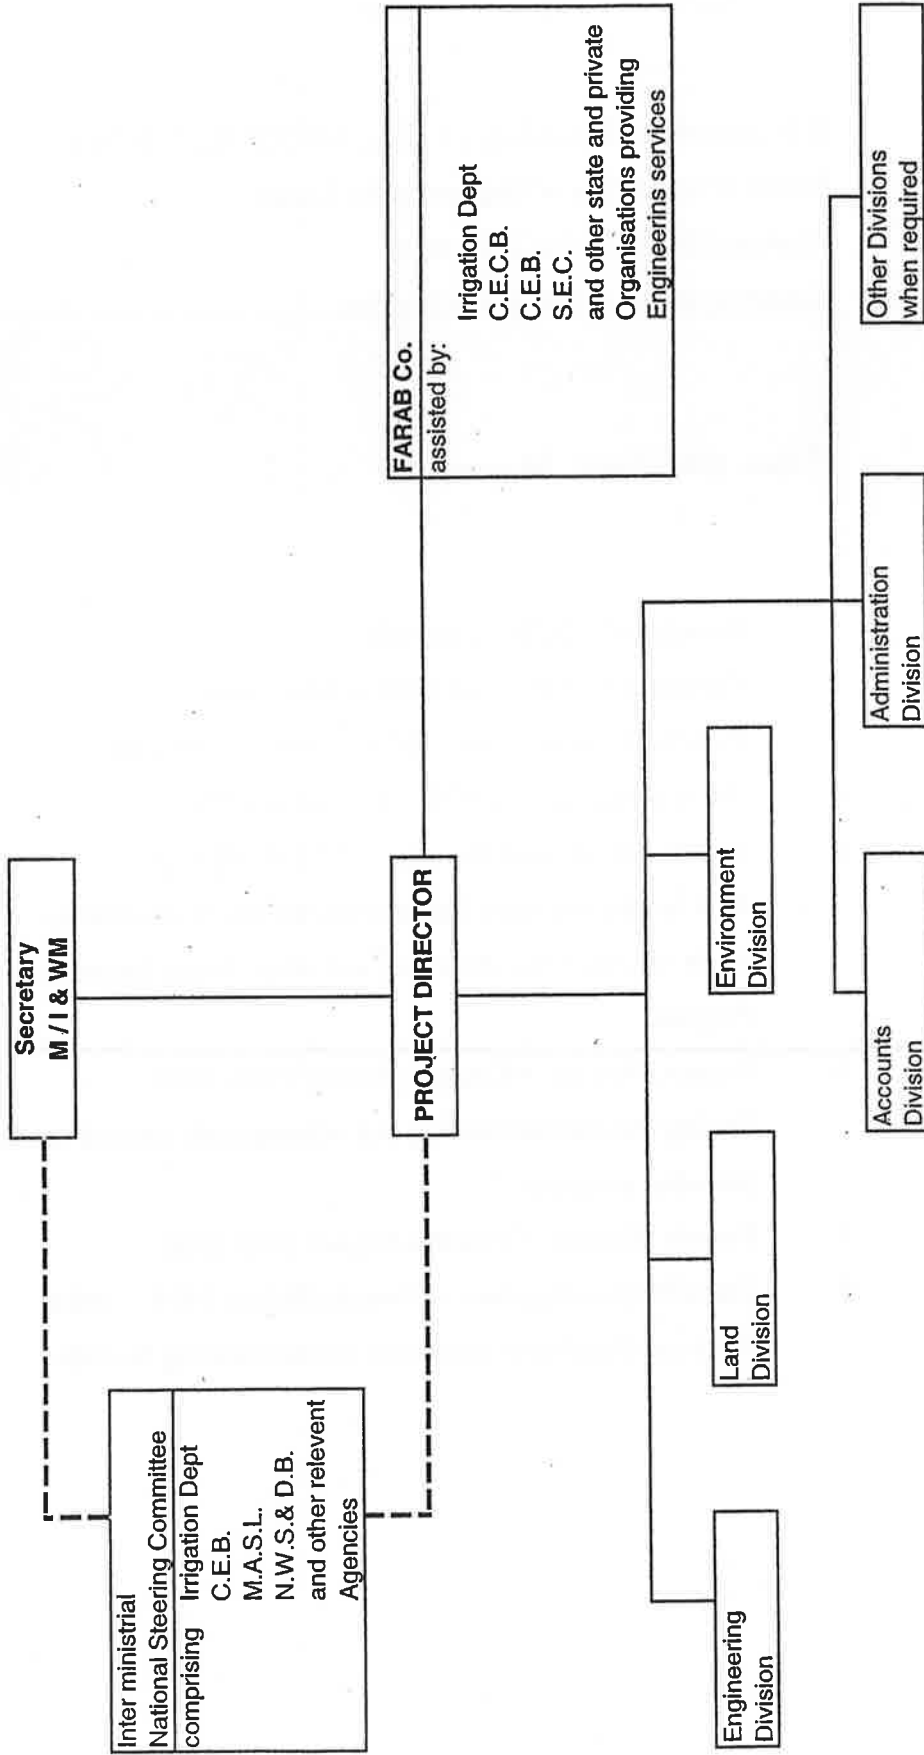 Secretary
M / I & WM
Inter ministrial
National Steering Committee
comprising Irrigation Dept
C.E.B.
M.A.S.L.
N.W.S.& D.B.
and other relevent
Agencies
PROJECT DIRECTOR
FARAB Co.
assisted by:
Irrigation Dept
C.E.C.B.
C.E.B.
S.E.C.
and other state and private
Organisations providing
Engineerins services
Engineering
Division
Land
Division
Environment
Division
Accounts
Division
Administration
Division
Other Divisions
when required